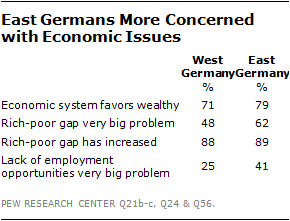 East Germans More Concerned
with Economic Issues
West Germany East Germany
% %
Economic system favors wealthy 71 79
Rich-poor gap very big problem 48 62
Rich-poor gap has increased 88 89
Lack of employment
opportunities very big problem 25 41
PEW RESEARCH CENTER Q21b-c, Q24 & Q56.